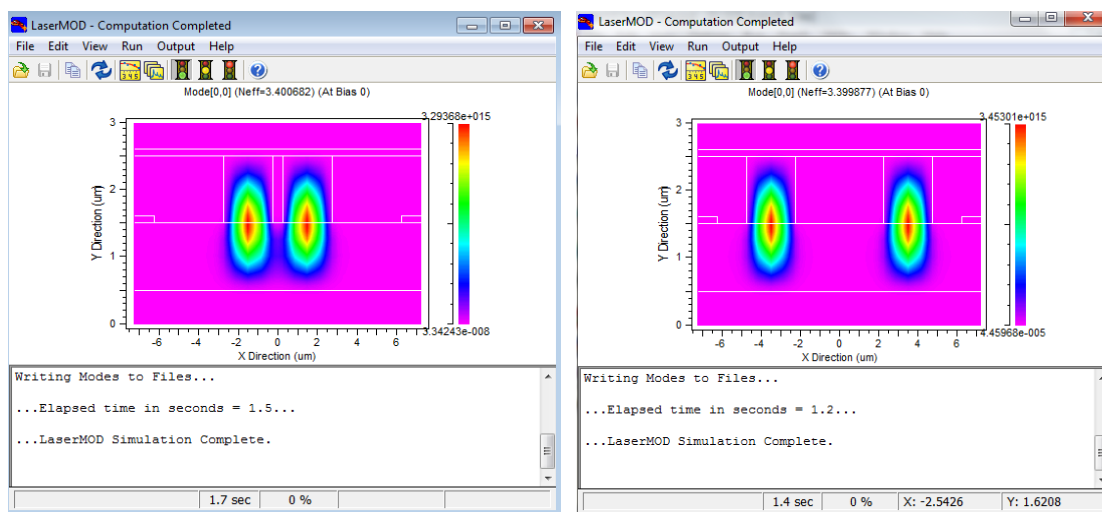 LaserMOD - Computation Completed
File Edit View Run Output Help
Mode[0,0] (Neff=3.400682) (At Bias 0)
3.29368e+015
3
2
1
0
Y Direction (um)
-6 -4 -2 0 2 4 6
X Direction (um)
3.34243e-008
Writing Modes to Files...
...Elapsed time in seconds = 1.5...
...LaserMOD Simulation Complete.
1.7 sec 0 %
LaserMOD - Computation Completed
File Edit View Run Output Help
Mode[0,0] (Neff=3.399877) (At Bias 0)
3.45301e+015
3
2
1
0
Y Direction (um)
-6 -4 -2 0 2 4 6
X Direction (um)
4.45968e-005
Writing Modes to Files...
...Elapsed time in seconds = 1.2...
...LaserMOD Simulation Complete.
1.4 sec 0 % X: -2.5426 Y: 1.6208